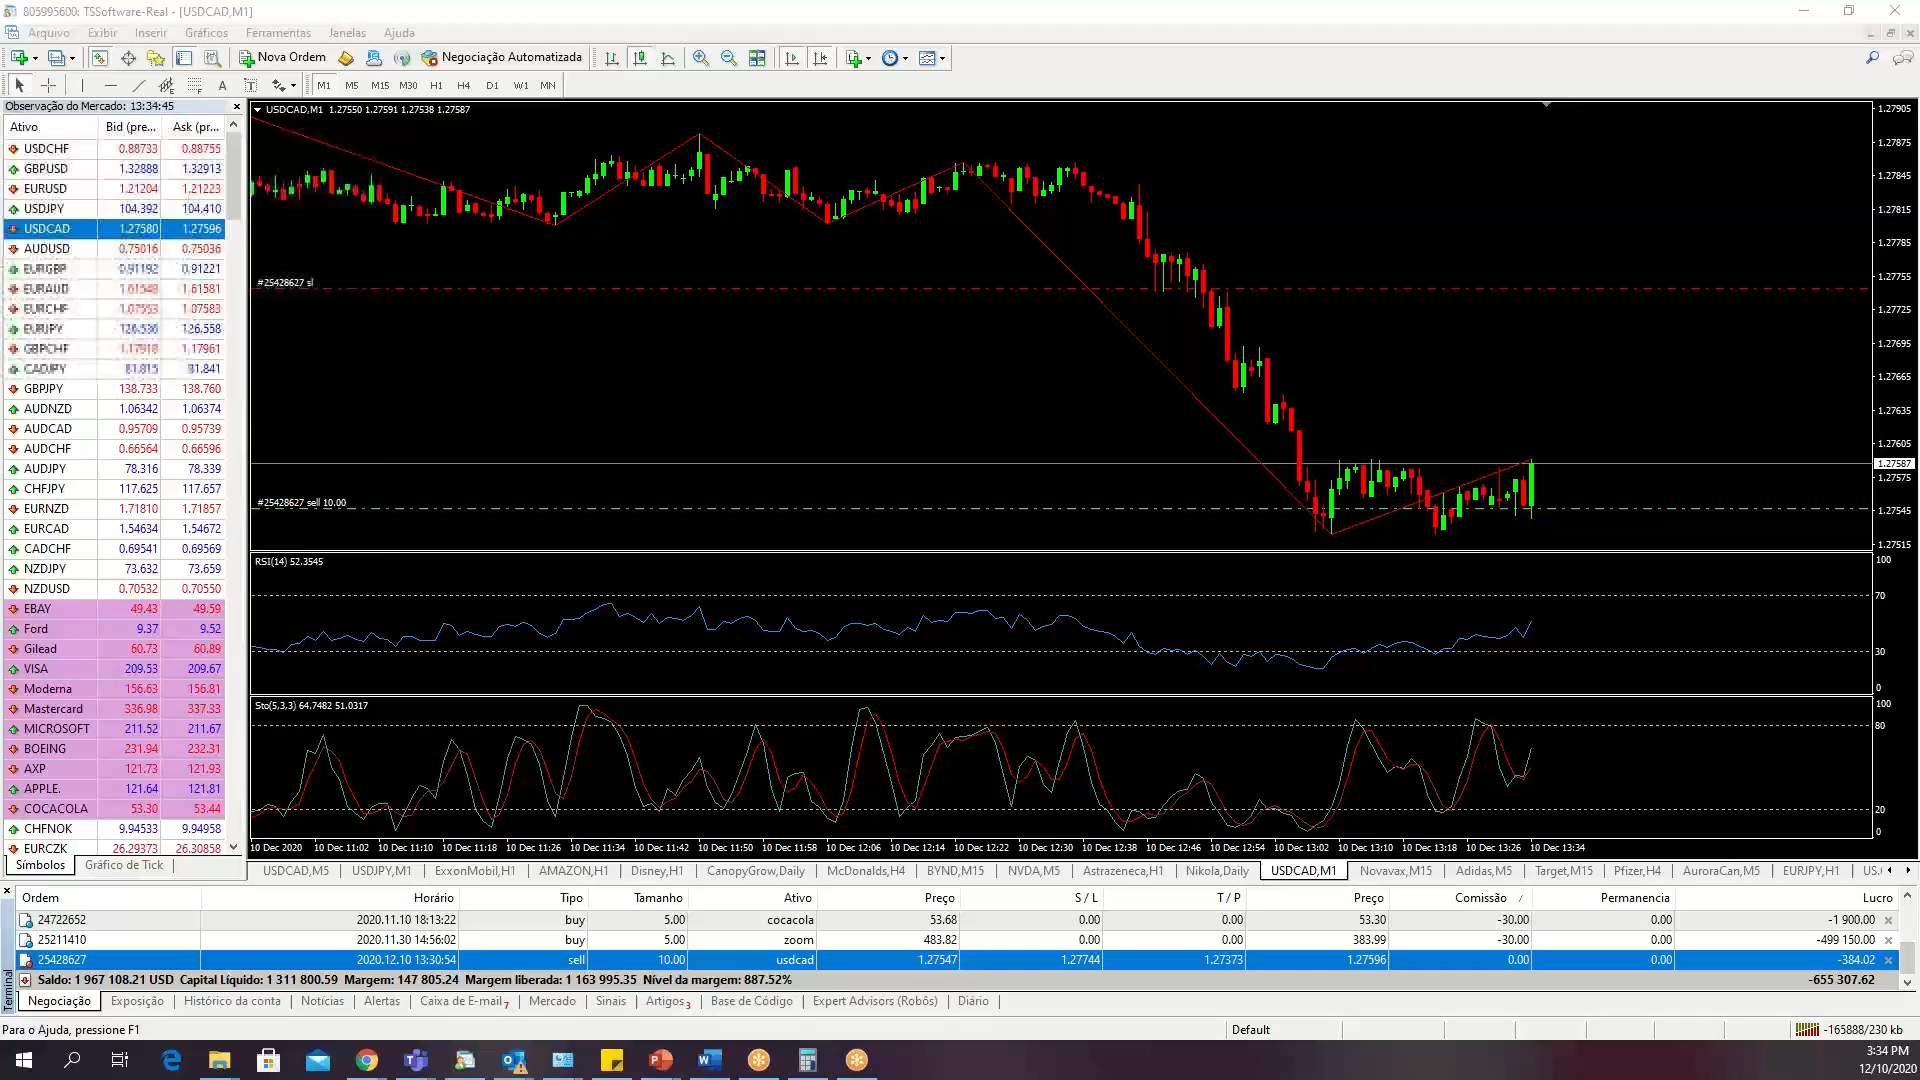 805995600: TSSoftware-Real - [USDCAD,M1]
Arquivo Exibir Inserir Gráficos Ferramentas Janelas Ajuda
Nova Ordem Negociação Automatizada
A T M1 M5 M15 M30 H1 H4 D1 W1 MN
Observação do Mercado: 13:34:45
Ativo Bid (pre... Ask (pr...
USDCHF 0.88733 0.88755
GBPUSD 1.32888 1.32913
EURUSD 1.21204 1.21223
USDJPY 104.392 104.410
USDCAD 1.27580 1.27596
AUDUSD 0.75016 0.75036
EURGBP 0.91192 0.91221
EURAUD 1.61548 1.61581
EURCHF 1.07553 1.07583
EURJPY 126.536 126.558
GBPCHF 1.17918 1.17961
CADJPY 81.815 81.841
GBPJPY 138.733 138.760
AUDNZD 1.06342 1.06374
AUDCAD 0.95709 0.95739
AUDCHF 0.66564 0.66596
AUDJPY 78.316 78.339
CHFJPY 117.625 117.657
EURNZD 1.71810 1.71857
EURCAD 1.54634 1.54672
CADCHF 0.69541 0.69569
NZDJPY 73.632 73.659
NZDUSD 0.70532 0.70550
EBAY 49.43 49.59
Ford 9.37 9.52
Gilead 60.73 60.89
VISA 209.53 209.67
Moderna 156.63 156.81
Mastercard 336.98 337.33
MICROSOFT 211.52 211.67
BOEING 231.94 232.31
AXP 121.73 121.93
APPLE. 121.64 121.81
COCACOLA 53.30 53.44
CHFNOK 9.94533 9.94958
EURCZK 26.29373 26.30858
Símbolos Gráfico de Tick
USDCAD,M1 1.27550 1.27591 1.27538 1.27587
#25428627 sl
#25428627 sell 10.00
1.27905
1.27875
1.27845
1.27815
1.27785
1.27755
1.27725
1.27695
1.27665
1.27635
1.27605
1.27587
1.27575
1.27545
1.27515
RSI(14) 52.3545
100
70
30
0
Sto(5,3,3) 64.7482 51.0317
100
80
20
0
10 Dec 2020 10 Dec 11:02 10 Dec 11:10 10 Dec 11:18 10 Dec 11:26 10 Dec 11:34 10 Dec 11:42 10 Dec 11:50 10 Dec 11:58 10 Dec 12:06 10 Dec 12:14 10 Dec 12:22 10 Dec 12:30 10 Dec 12:38 10 Dec 12:46 10 Dec 12:54 10 Dec 13:02 10 Dec 13:10 10 Dec 13:18 10 Dec 13:26 10 Dec 13:34
USDCAD,M5 USDJPY,M1 ExxonMobil,H1 AMAZON,H1 Disney,H1 CanopyGrow,Daily McDonalds,H4 BYND,M15 NVDA,M5 Astrazeneca,H1 Nikola,Daily USDCAD,M1 Novavax,M15 Adidas,M5 Target,M15 Pfizer,H4 AuroraCan,M5 EURJPY,H1 US.
Ordem Horário Tipo Tamanho Ativo Preço S / L T / P Preço Comissão Permanencia Lucro
24722652 2020.11.10 18:13:22 buy 5.00 cocacola 53.68 0.00 0.00 53.30 -30.00 0.00 -1 900.00
25211410 2020.11.30 14:56:02 buy 5.00 zoom 483.82 0.00 0.00 383.99 -30.00 0.00 -499 150.00
25428627 2020.12.10 13:30:54 sell 10.00 usdcad 1.27547 1.27744 1.27373 1.27596 0.00 0.00 -384.02
Saldo: 1 967 108.21 USD Capital Líquido: 1 311 800.59 Margem: 147 805.24 Margem liberada: 1 163 995.35 Nível da margem: 887.52% -655 307.62
Terminal
Negociação Exposição Histórico da conta Notícias Alertas Caixa de E-mail 7 Mercado Sinais Artigos 3 Base de Código Expert Advisors (Robôs) Diário
Para o Ajuda, pressione F1 Default -165888/230 kb
3:34 PM
12/10/2020